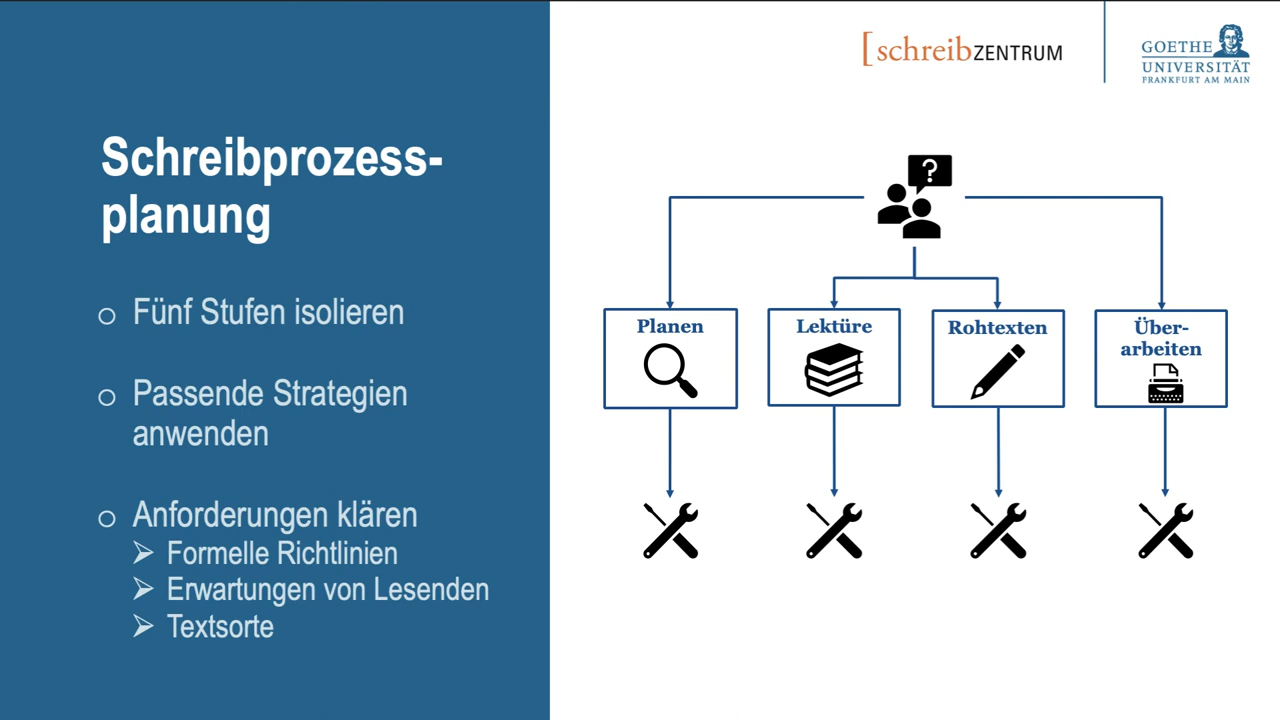 [schreibZENTRUM
GOETHE
UNIVERSITÄT
FRANKFURT AM MAIN
Schreibprozess-
planung
o Fünf Stufen isolieren
o Passende Strategien
anwenden
o Anforderungen klären
➢ Formelle Richtlinien
➢ Erwartungen von Lesenden
➢ Textsorte
?
Planen
Lektüre
Rohtexten
Über-
arbeiten